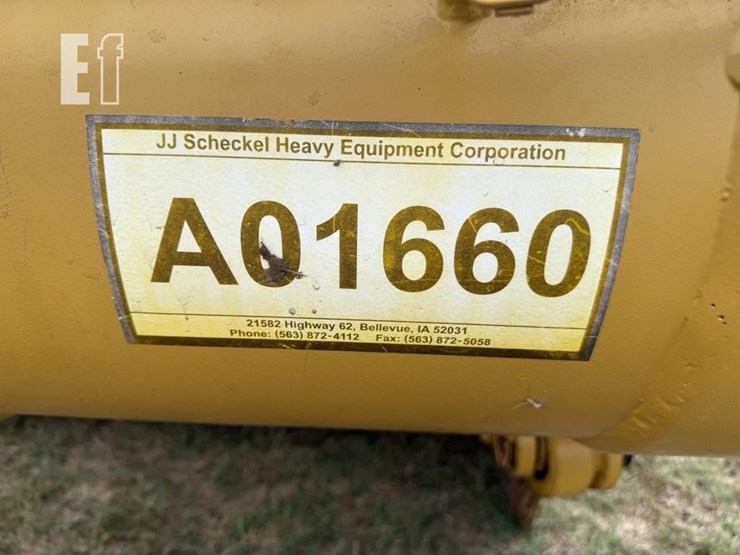 Ef
JJ Scheckel Heavy Equipment Corporation
A01660
21582 Highway 62, Bellevue, IA 52031
Phone: (563) 872-4112 Fax: (563) 872-5058